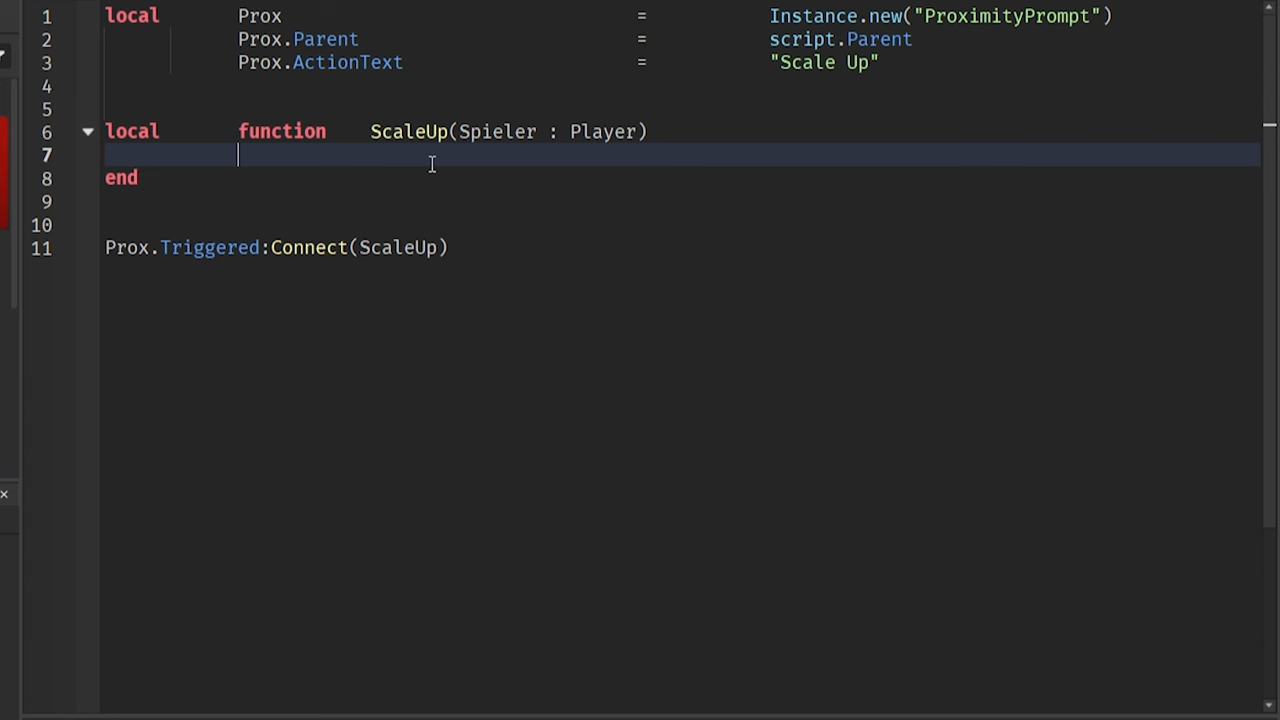 1 local Prox = Instance.new("ProximityPrompt")
2 Prox.Parent = script.Parent
3 Prox.ActionText = "Scale Up"
4
5
6 local function ScaleUp(Spieler : Player)
7
8 end
9
10
11 Prox.Triggered:Connect(ScaleUp)